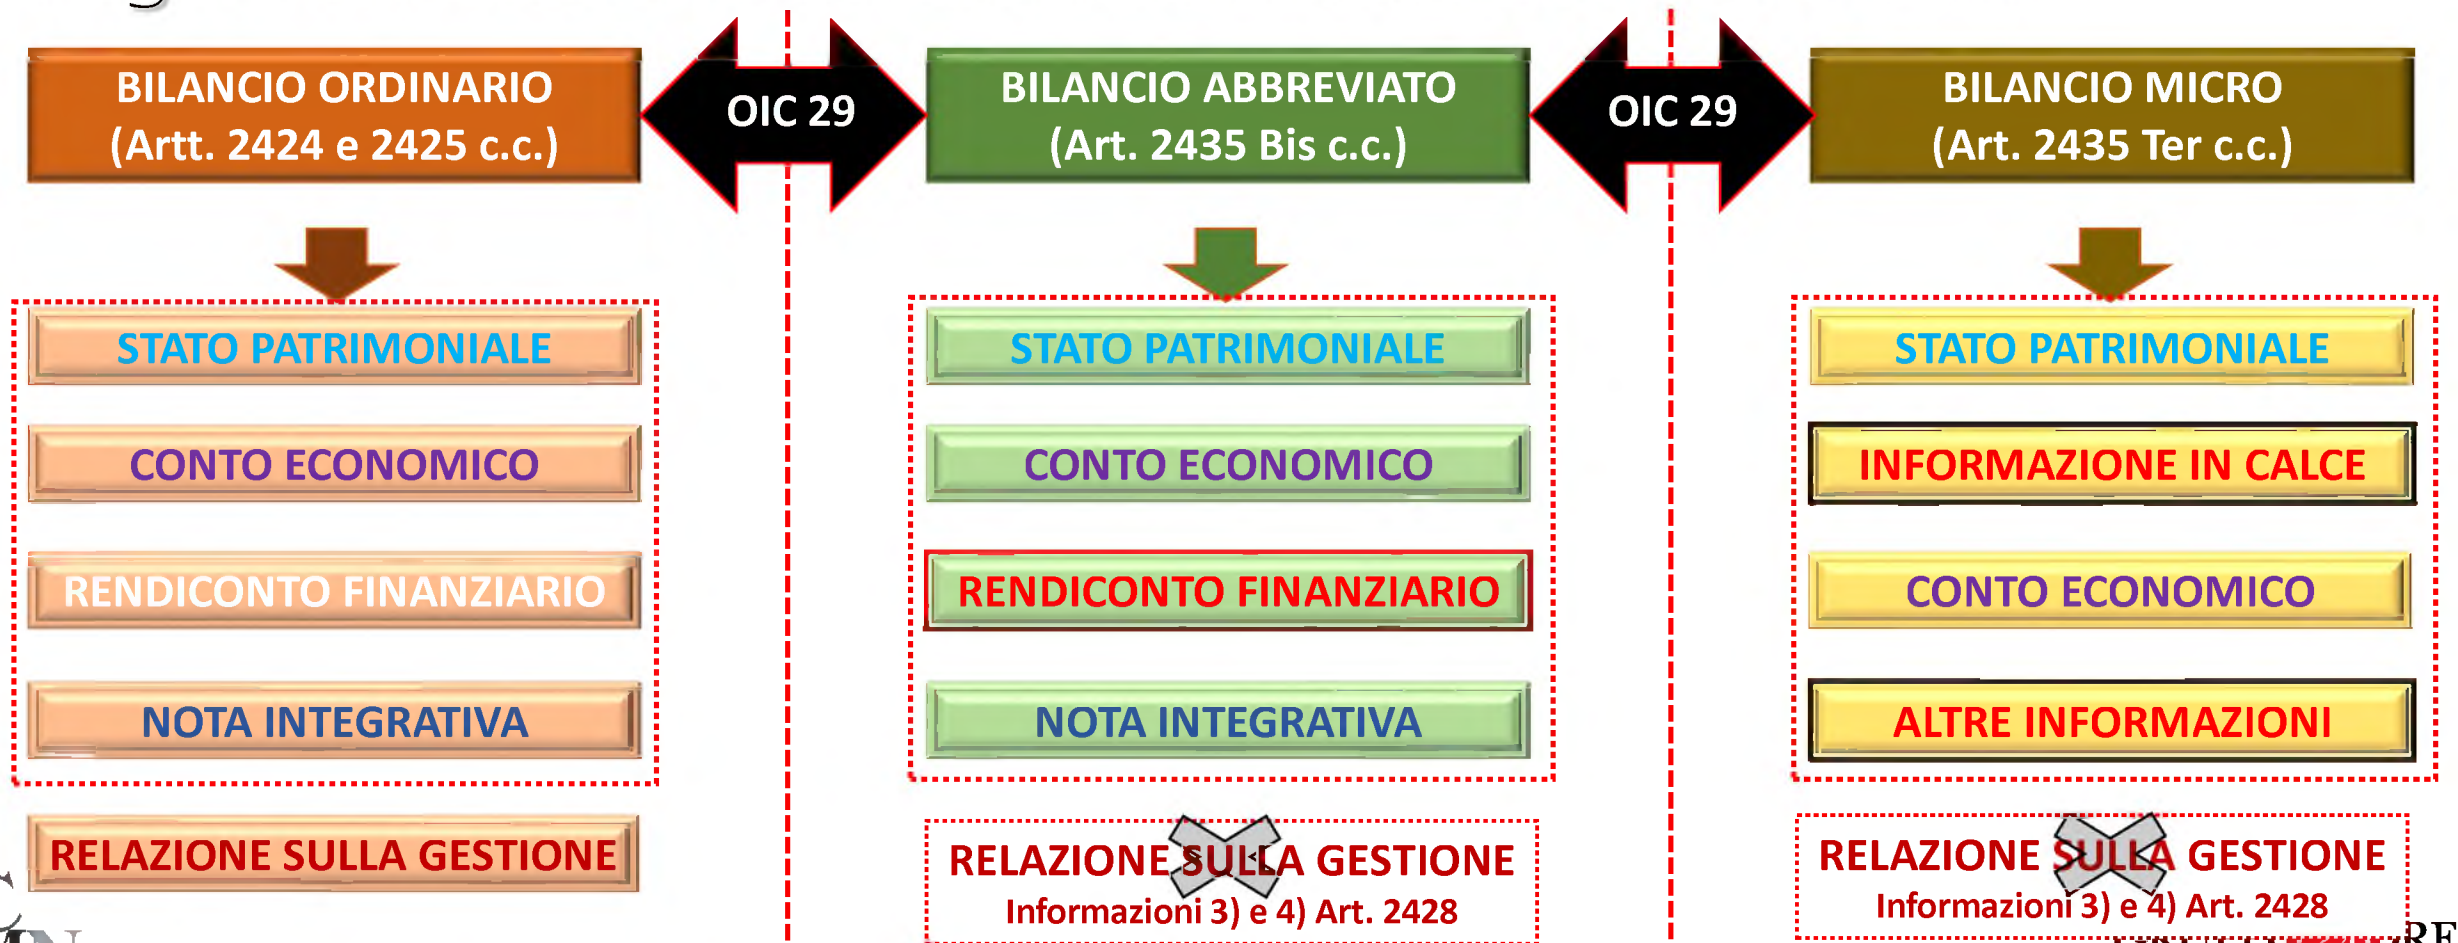 BILANCIO ORDINARIO
(Artt. 2424 e 2425 c.c.)
OIC 29
BILANCIO ABBREVIATO
(Art. 2435 Bis c.c.)
OIC 29
BILANCIO MICRO
(Art. 2435 Ter c.c.)
STATO PATRIMONIALE
CONTO ECONOMICO
RENDICONTO FINANZIARIO
NOTA INTEGRATIVA
RELAZIONE SULLA GESTIONE
STATO PATRIMONIALE
CONTO ECONOMICO
RENDICONTO FINANZIARIO
NOTA INTEGRATIVA
RELAZIONE SULLA GESTIONE
Informazioni 3) e 4) Art. 2428
STATO PATRIMONIALE
INFORMAZIONE IN CALCE
CONTO ECONOMICO
ALTRE INFORMAZIONI
RELAZIONE SULLA GESTIONE
Informazioni 3) e 4) Art. 2428